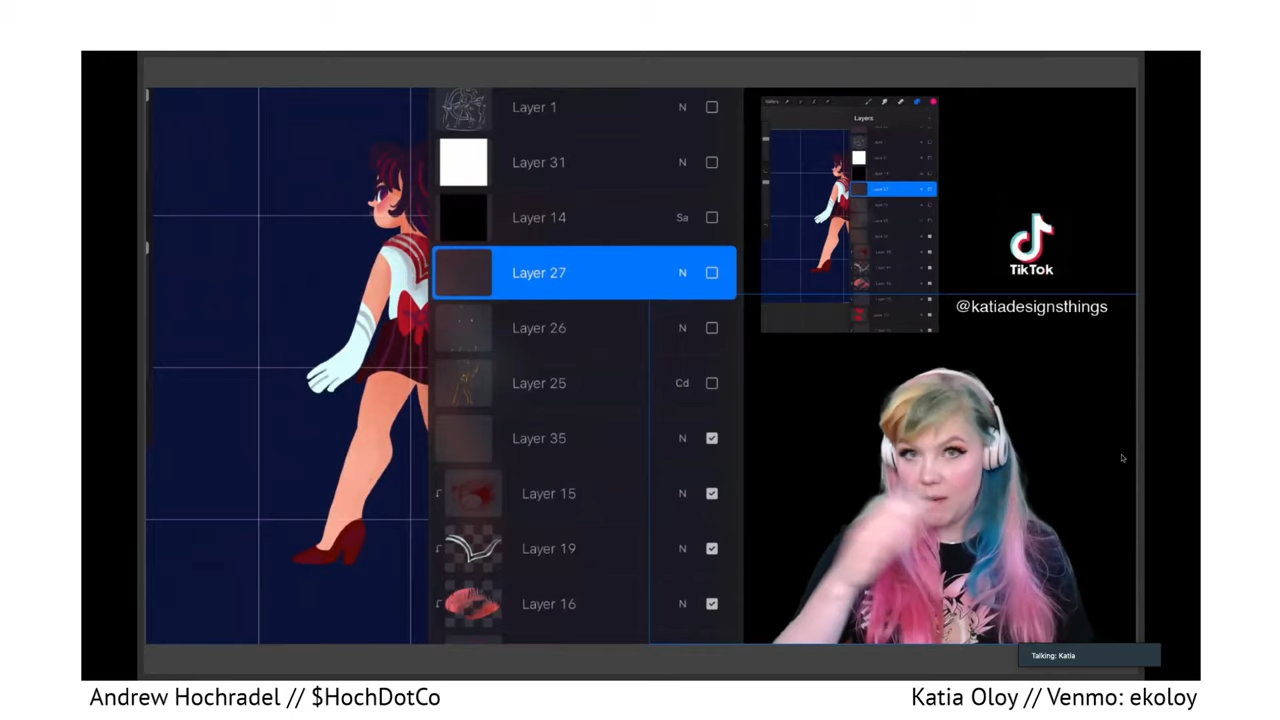 Layer 1 N
Layer 31 N
Layer 14 Sa
Layer 27 N
Layer 26 N
Layer 25 Cd
Layer 35 N
Layer 15 N
Layer 19 N
Layer 16 N
Layers
TikTok
@katiadesignsthings
Talking: Katia
Andrew Hochradel // $HochDotCo
Katia Oloy // Venmo: ekoloy